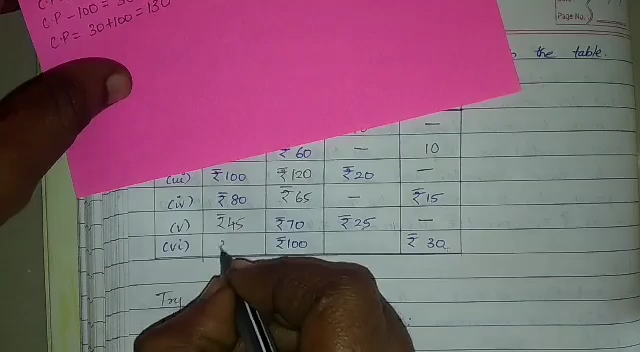 C.P - 100 = 30
C.P = 30+100 = 130
Page No.
the table.
—
₹ 60 — 10
(iii) ₹100 ₹120 ₹20 —
(iv) ₹80 ₹65 — ₹15
(v) ₹45 ₹70 ₹25 —
(vi) ₹100 ₹ 30
Try